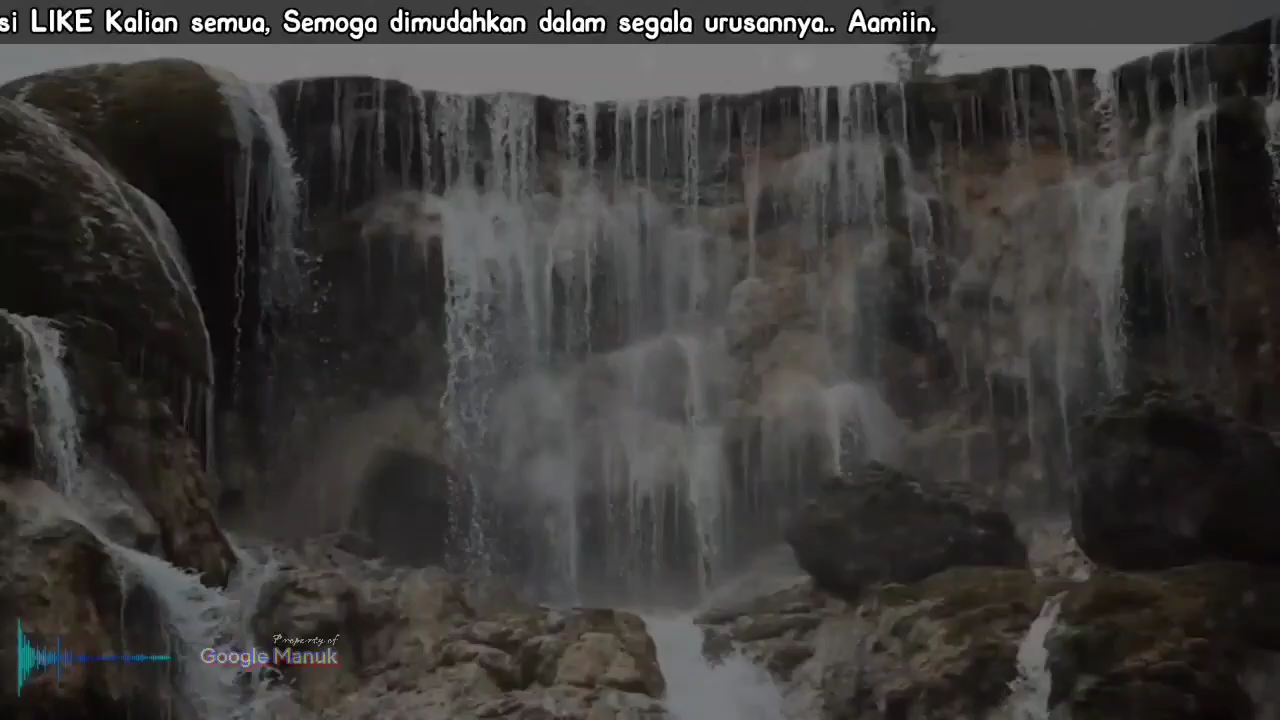 si LIKE Kalian semua, Semoga dimudahkan dalam segala urusannya.. Aamiin.
Property of
Google Manuk